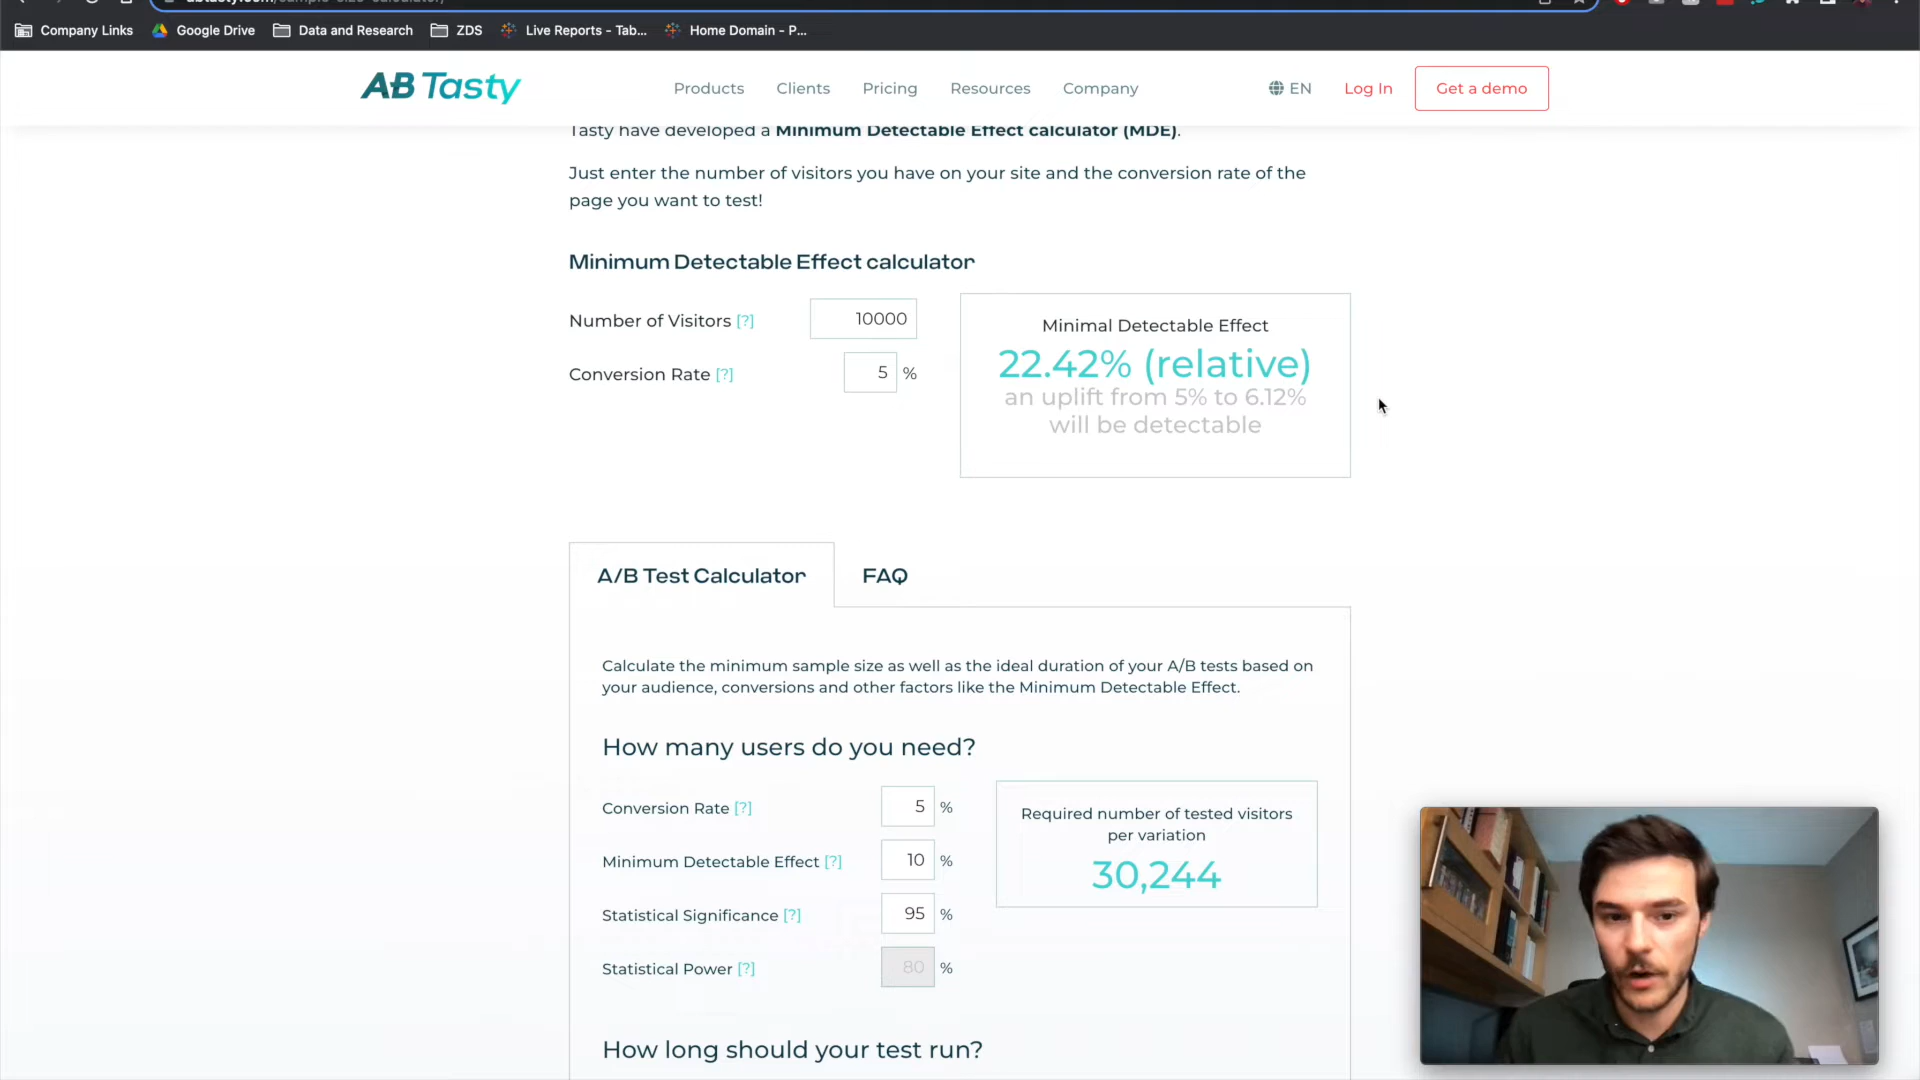 Company Links
Google Drive
Data and Research
ZDS
Live Reports - Tab...
Home Domain - P...
AB Tasty
Products
Clients
Pricing
Resources
Company
EN
Log In
Get a demo
Tasty have developed a Minimum Detectable Effect calculator (MDE).
Just enter the number of visitors you have on your site and the conversion rate of the
page you want to test!
Minimum Detectable Effect calculator
Number of Visitors [?]
10000
Conversion Rate [?]
5 %
Minimal Detectable Effect
22.42% (relative)
an uplift from 5% to 6.12%
will be detectable
A/B Test Calculator
FAQ
Calculate the minimum sample size as well as the ideal duration of your A/B tests based on
your audience, conversions and other factors like the Minimum Detectable Effect.
How many users do you need?
Conversion Rate [?]
5 %
Minimum Detectable Effect [?]
10 %
Statistical Significance [?]
95 %
Statistical Power [?]
80 %
Required number of tested visitors
per variation
30,244
How long should your test run?